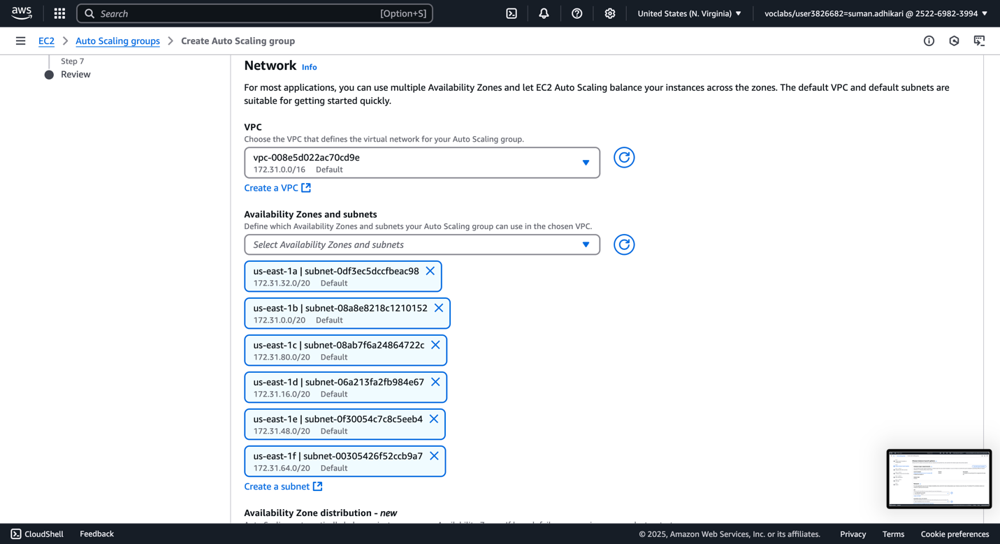 aws
Search [Option+S]
United States (N. Virginia) voclabs/user3826682=suman.adhikari @ 2522-6982-3994
EC2 Auto Scaling groups Create Auto Scaling group
Step 7
Review
Network Info
For most applications, you can use multiple Availability Zones and let EC2 Auto Scaling balance your instances across the zones. The default VPC and default subnets are
suitable for getting started quickly.
VPC
Choose the VPC that defines the virtual network for your Auto Scaling group.
vpc-008e5d022ac70cd9e
172.31.0.0/16 Default
Create a VPC
Availability Zones and subnets
Define which Availability Zones and subnets your Auto Scaling group can use in the chosen VPC.
Select Availability Zones and subnets
us-east-1a | subnet-0df3ec5dccfbeac98
172.31.32.0/20 Default
us-east-1b | subnet-08a8e8218c1210152
172.31.0.0/20 Default
us-east-1c | subnet-08ab7f6a24864722c
172.31.80.0/20 Default
us-east-1d | subnet-06a213fa2fb984e67
172.31.16.0/20 Default
us-east-1e | subnet-0f30054c7c8c5eeb4
172.31.48.0/20 Default
us-east-1f | subnet-00305426f52ccb9a7
172.31.64.0/20 Default
Create a subnet
Availability Zone distribution - new
CloudShell Feedback © 2025, Amazon Web Services, Inc. or its affiliates. Privacy Terms Cookie preferences